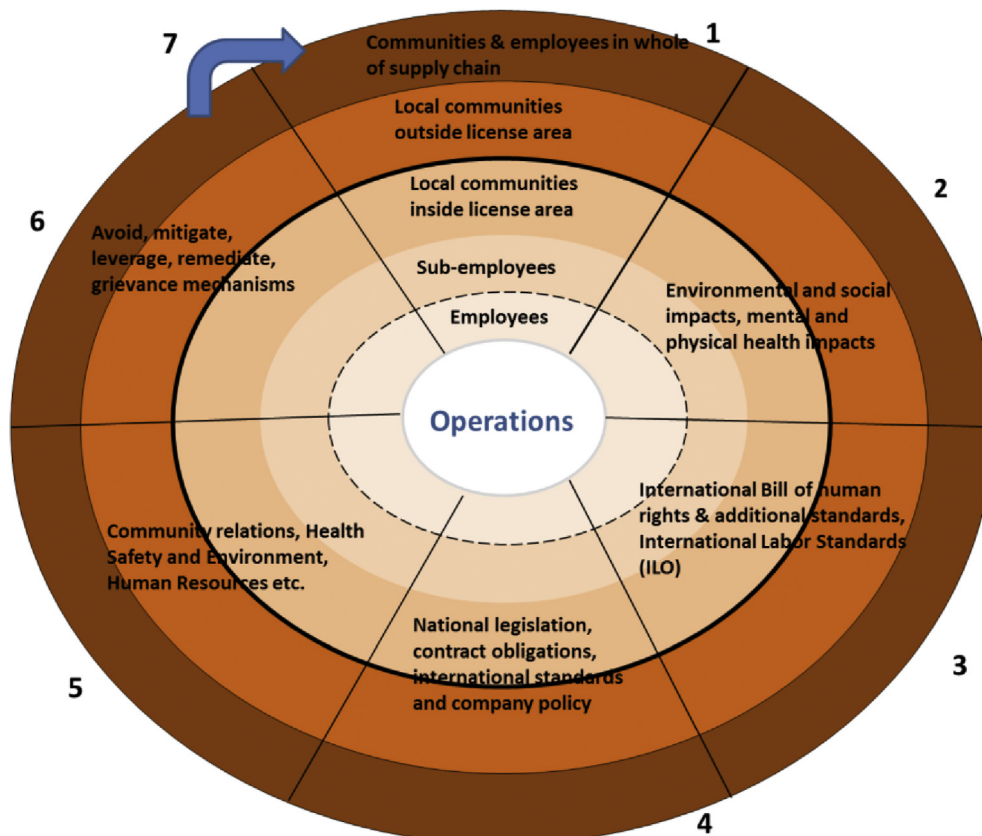 7
1
Communities & employees in whole
of supply chain
Local communities
outside license area
Local communities
inside license area
2
6
Avoid, mitigate,
leverage, remediate,
grievance mechanisms
Sub-employees
Environmental and social
impacts, mental and
physical health impacts
Employees
Operations
International Bill of human
rights & additional standards,
International Labor Standards
(ILO)
Community relations, Health
Safety and Environment,
Human Resources etc.
National legislation,
contract obligations,
international standards
and company policy
3
5
4